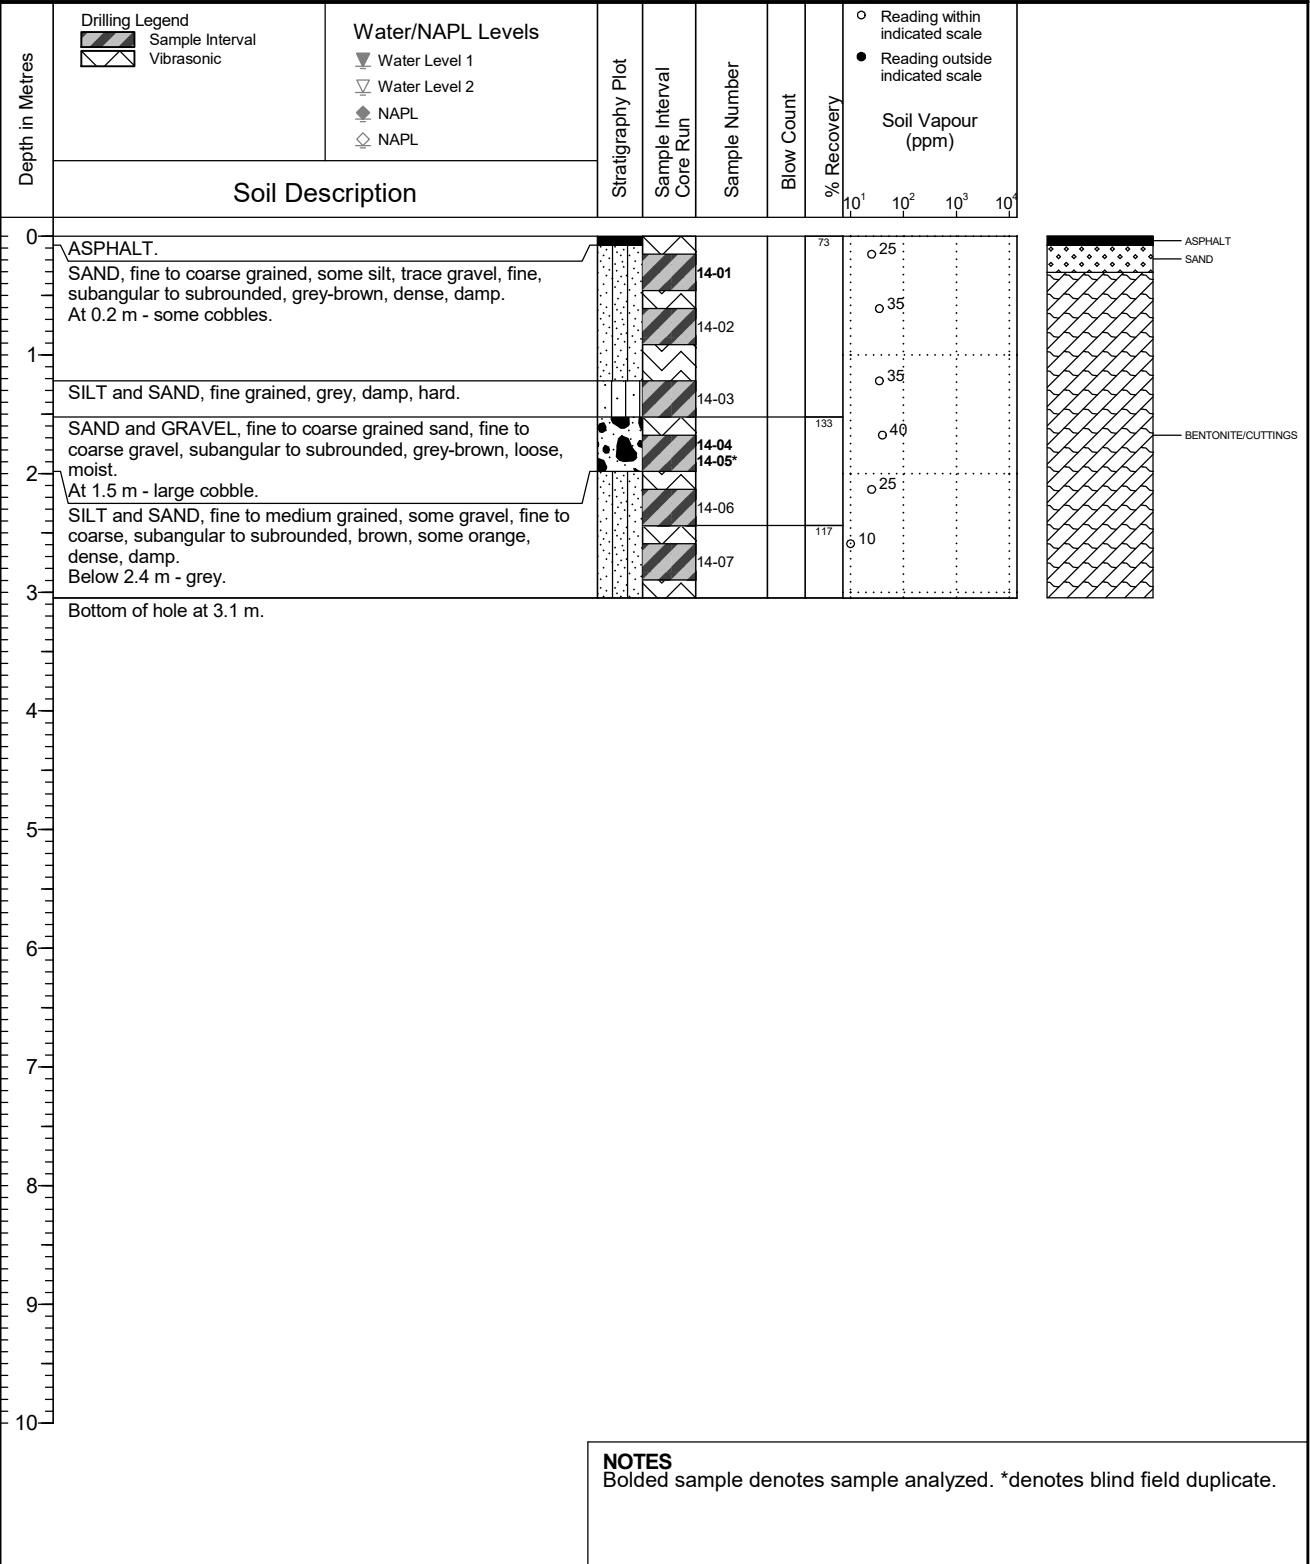 Depth in Metres
Drilling Legend
Sample Interval
Vibrasonic
Water/NAPL Levels
Water Level 1
Water Level 2
NAPL
NAPL
Soil Description
Stratigraphy Plot
Sample Interval
Core Run
Sample Number
Blow Count
% Recovery
Reading within
indicated scale
Reading outside
indicated scale
Soil Vapour
(ppm)
10¹ 10² 10³ 10⁴
0
1
2
3
4
5
6
7
8
9
10
ASPHALT.
SAND, fine to coarse grained, some silt, trace gravel, fine,
subangular to subrounded, grey-brown, dense, damp.
At 0.2 m - some cobbles.
SILT and SAND, fine grained, grey, damp, hard.
SAND and GRAVEL, fine to coarse grained sand, fine to
coarse gravel, subangular to subrounded, grey-brown, loose,
moist.
At 1.5 m - large cobble.
SILT and SAND, fine to medium grained, some gravel, fine to
coarse, subangular to subrounded, brown, some orange,
dense, damp.
Below 2.4 m - grey.
Bottom of hole at 3.1 m.
14-01
14-02
14-03
14-04
14-05*
14-06
14-07
73
133
117
25
35
35
40
25
10
ASPHALT
SAND
BENTONITE/CUTTINGS
NOTES
Bolded sample denotes sample analyzed. *denotes blind field duplicate.